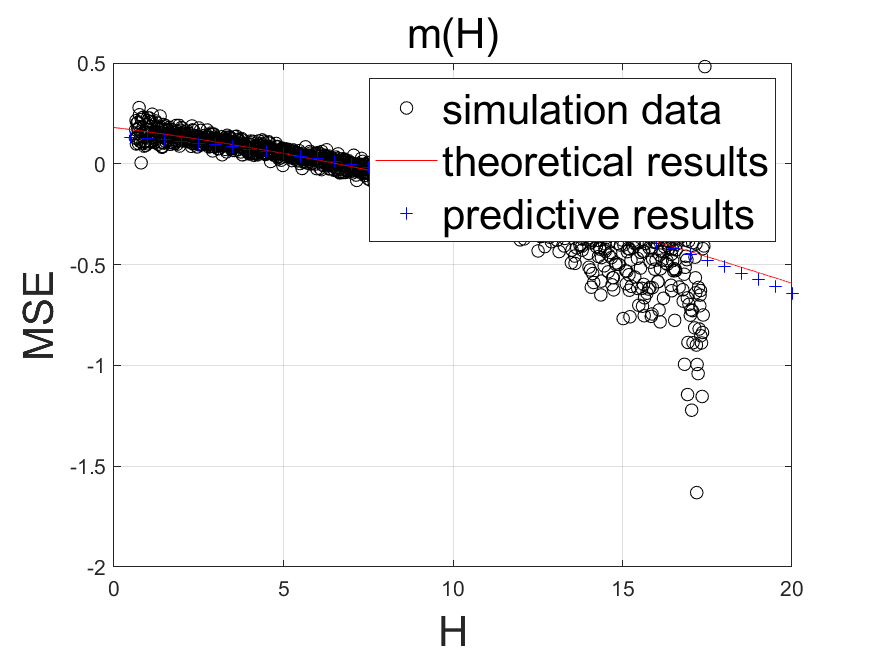 m(H)
0.5
0
-0.5
-1
-1.5
-2
MSE
simulation data
theoretical results
predictive results
0 5 10 15 20
H